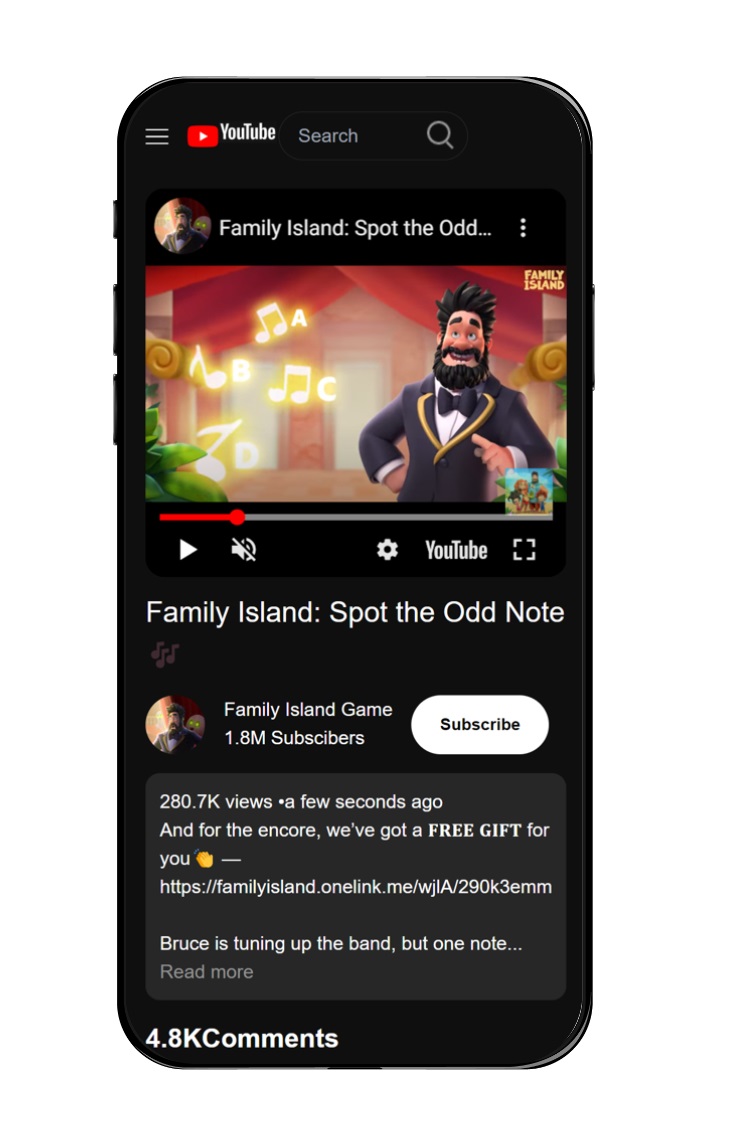 YouTube
Search
Family Island: Spot the Odd...
FAMILY
ISLAND
A
B
C
D
YouTube
Family Island: Spot the Odd Note
🎶
Family Island Game
1.8M Subscibers
Subscribe
280.7K views •a few seconds ago
And for the encore, we've got a 𝐅𝐑𝐄𝐄 𝐆𝐈𝐅𝐓 for
you👏 —
https://familyisland.onelink.me/wjlA/290k3emm
Bruce is tuning up the band, but one note...
Read more
4.8KComments